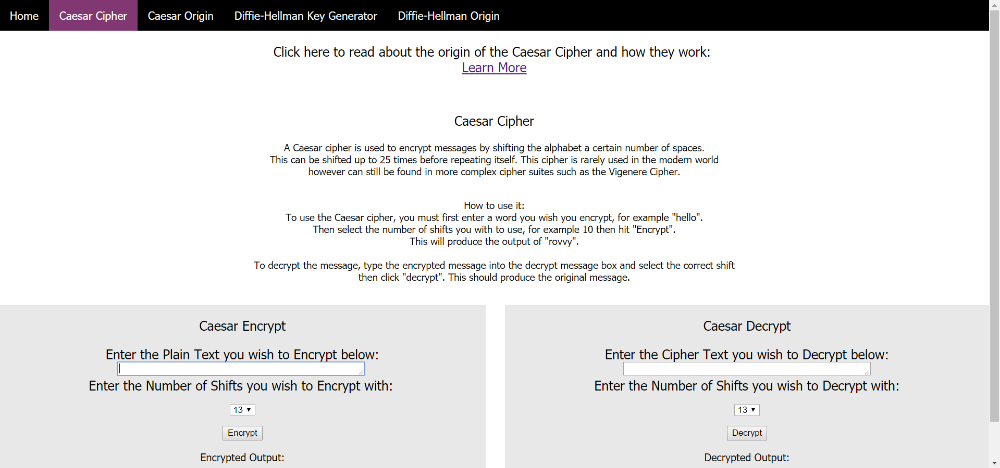 Home Caesar Cipher Caesar Origin Diffie-Hellman Key Generator Diffie-Hellman Origin
Click here to read about the origin of the Caesar Cipher and how they work:
Learn More
Caesar Cipher
A Caesar cipher is used to encrypt messages by shifting the alphabet a certain number of spaces.
This can be shifted up to 25 times before repeating itself. This cipher is rarely used in the modern world
however can still be found in more complex cipher suites such as the Vigenere Cipher.
How to use it:
To use the Caesar cipher, you must first enter a word you wish you encrypt, for example "hello".
Then select the number of shifts you with to use, for example 10 then hit "Encrypt".
This will produce the output of "rovvy".
To decrypt the message, type the encrypted message into the decrypt message box and select the correct shift
then click "decrypt". This should produce the original message.
Caesar Encrypt
Enter the Plain Text you wish to Encrypt below:
Enter the Number of Shifts you wish to Encrypt with:
13
Encrypt
Encrypted Output:
Caesar Decrypt
Enter the Cipher Text you wish to Decrypt below:
Enter the Number of Shifts you wish to Decrypt with:
13
Decrypt
Decrypted Output: